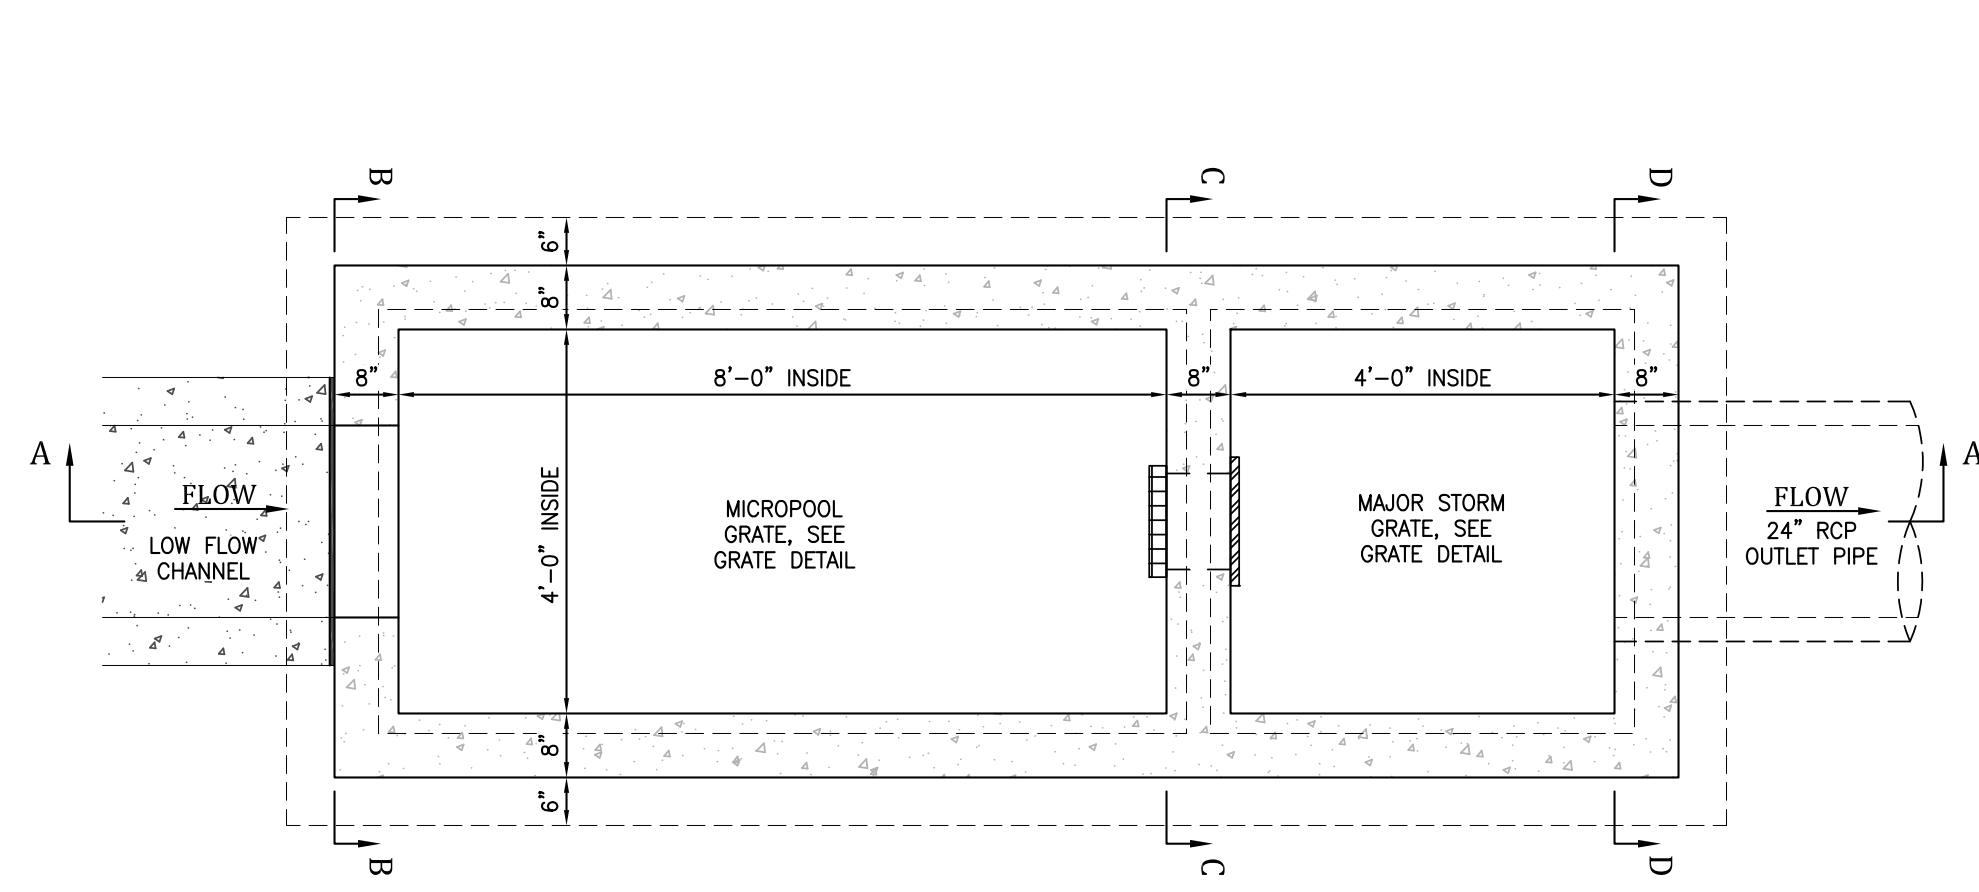 B
C
D
6”
8”
8”
8’-0” INSIDE
8”
4’-0” INSIDE
8”
A
A
4’-0” INSIDE
FLOW
LOW FLOW
CHANNEL
MICROPOOL
GRATE, SEE
GRATE DETAIL
MAJOR STORM
GRATE, SEE
GRATE DETAIL
FLOW
24” RCP
OUTLET PIPE
8”
6”
B
C
D